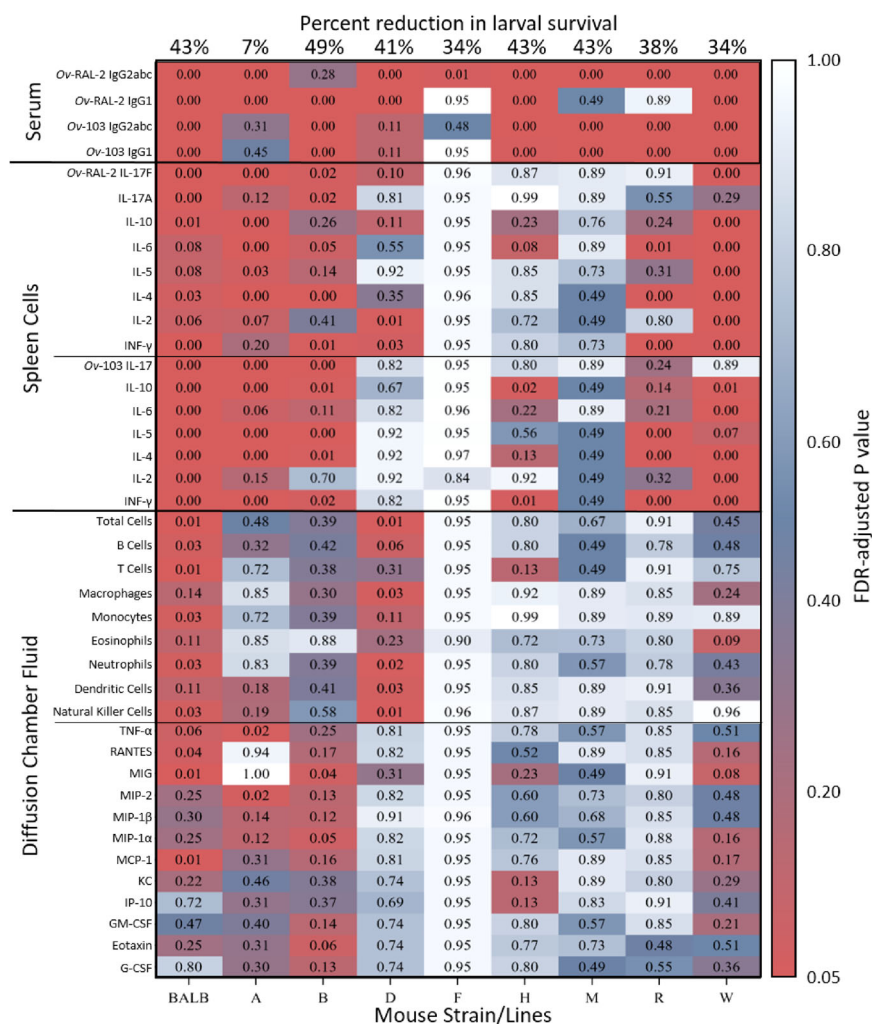 Percent reduction in larval survival
43% 7% 49% 41% 34% 43% 43% 38% 34%
Serum
Ov-RAL-2 IgG2abc 0.00 0.00 0.28 0.00 0.01 0.00 0.00 0.00 0.00
Ov-RAL-2 IgG1 0.00 0.00 0.00 0.00 0.95 0.00 0.49 0.89 0.00
Ov-103 IgG2abc 0.00 0.31 0.00 0.11 0.48 0.00 0.00 0.00 0.00
Ov-103 IgG1 0.00 0.45 0.00 0.11 0.95 0.00 0.00 0.00 0.00
Spleen Cells
Ov-RAL-2 IL-17F 0.00 0.00 0.02 0.10 0.96 0.87 0.89 0.91 0.00
IL-17A 0.00 0.12 0.02 0.81 0.95 0.99 0.89 0.55 0.29
IL-10 0.01 0.00 0.26 0.11 0.95 0.23 0.76 0.24 0.00
IL-6 0.08 0.00 0.05 0.55 0.95 0.08 0.89 0.01 0.00
IL-5 0.08 0.03 0.14 0.92 0.95 0.85 0.73 0.31 0.00
IL-4 0.03 0.00 0.00 0.35 0.96 0.85 0.49 0.00 0.00
IL-2 0.06 0.07 0.41 0.01 0.95 0.72 0.49 0.80 0.00
INF-γ 0.00 0.20 0.01 0.03 0.95 0.80 0.73 0.00 0.00
Ov-103 IL-17 0.00 0.00 0.00 0.82 0.95 0.80 0.89 0.24 0.89
IL-10 0.00 0.00 0.01 0.67 0.95 0.02 0.49 0.14 0.01
IL-6 0.00 0.06 0.11 0.82 0.96 0.22 0.89 0.21 0.00
IL-5 0.00 0.00 0.00 0.92 0.95 0.56 0.49 0.00 0.07
IL-4 0.00 0.00 0.01 0.92 0.97 0.13 0.49 0.00 0.00
IL-2 0.00 0.15 0.70 0.92 0.84 0.92 0.49 0.32 0.00
INF-γ 0.00 0.00 0.02 0.82 0.95 0.01 0.49 0.00 0.00
Diffusion Chamber Fluid
Total Cells 0.01 0.48 0.39 0.01 0.95 0.80 0.67 0.91 0.45
B Cells 0.03 0.32 0.42 0.06 0.95 0.80 0.49 0.78 0.48
T Cells 0.01 0.72 0.38 0.31 0.95 0.13 0.49 0.91 0.75
Macrophages 0.14 0.85 0.30 0.03 0.95 0.92 0.89 0.85 0.24
Monocytes 0.03 0.72 0.39 0.11 0.95 0.99 0.89 0.89 0.89
Eosinophils 0.11 0.85 0.88 0.23 0.90 0.72 0.73 0.80 0.09
Neutrophils 0.03 0.83 0.39 0.02 0.95 0.80 0.57 0.78 0.43
Dendritic Cells 0.11 0.18 0.41 0.03 0.95 0.85 0.89 0.91 0.36
Natural Killer Cells 0.03 0.19 0.58 0.01 0.96 0.87 0.89 0.85 0.96
TNF-α 0.06 0.02 0.25 0.81 0.95 0.78 0.57 0.85 0.51
RANTES 0.04 0.94 0.17 0.82 0.95 0.52 0.89 0.85 0.16
MIG 0.01 1.00 0.04 0.31 0.95 0.23 0.49 0.91 0.08
MIP-2 0.25 0.02 0.13 0.82 0.95 0.60 0.73 0.80 0.48
MIP-1β 0.30 0.14 0.12 0.91 0.96 0.60 0.68 0.85 0.48
MIP-1α 0.25 0.12 0.05 0.82 0.95 0.72 0.57 0.88 0.16
MCP-1 0.01 0.31 0.16 0.81 0.95 0.76 0.89 0.85 0.17
KC 0.22 0.46 0.38 0.74 0.95 0.13 0.89 0.80 0.29
IP-10 0.72 0.31 0.37 0.69 0.95 0.13 0.83 0.91 0.41
GM-CSF 0.47 0.40 0.14 0.74 0.95 0.80 0.57 0.85 0.21
Eotaxin 0.25 0.31 0.06 0.74 0.95 0.77 0.73 0.48 0.51
G-CSF 0.80 0.30 0.13 0.74 0.95 0.80 0.49 0.55 0.36
BALB A B D F H M R W
Mouse Strain/Lines
1.00
0.80
0.60
0.40
0.20
0.05
FDR-adjusted P value